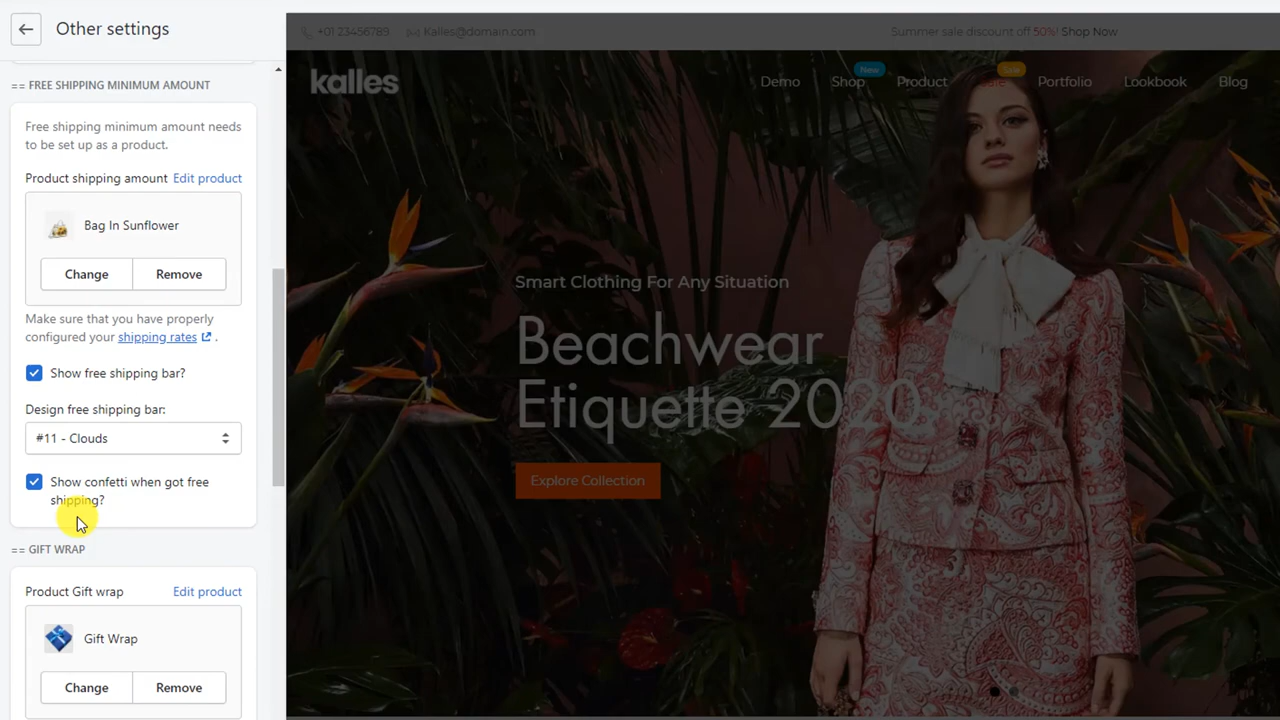 Other settings
== FREE SHIPPING MINIMUM AMOUNT
Free shipping minimum amount needs
to be set up as a product.
Product shipping amount Edit product
Bag In Sunflower
Change Remove
Make sure that you have properly
configured your shipping rates .
Show free shipping bar?
Design free shipping bar:
#11 - Clouds
Show confetti when got free
shipping?
== GIFT WRAP
Product Gift wrap Edit product
Gift Wrap
Change Remove
+01 23456789 Kalles@domain.com Summer sale discount off 50%! Shop Now
New Sale
kalles Demo Shop Product Sale Portfolio Lookbook Blog
Smart Clothing For Any Situation
Beachwear
Etiquette 2020
Explore Collection